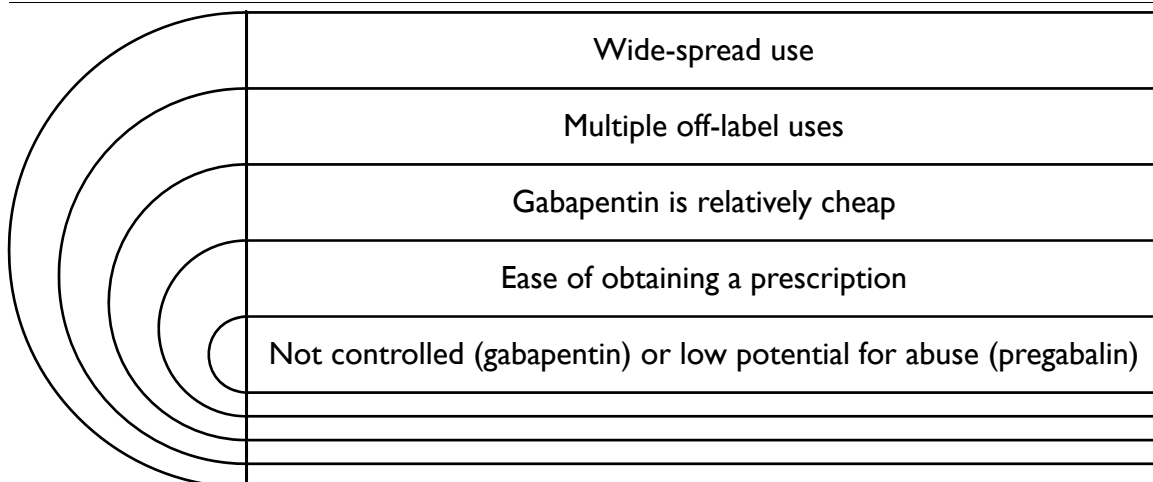 Wide-spread use
Multiple off-label uses
Gabapentin is relatively cheap
Ease of obtaining a prescription
Not controlled (gabapentin) or low potential for abuse (pregabalin)